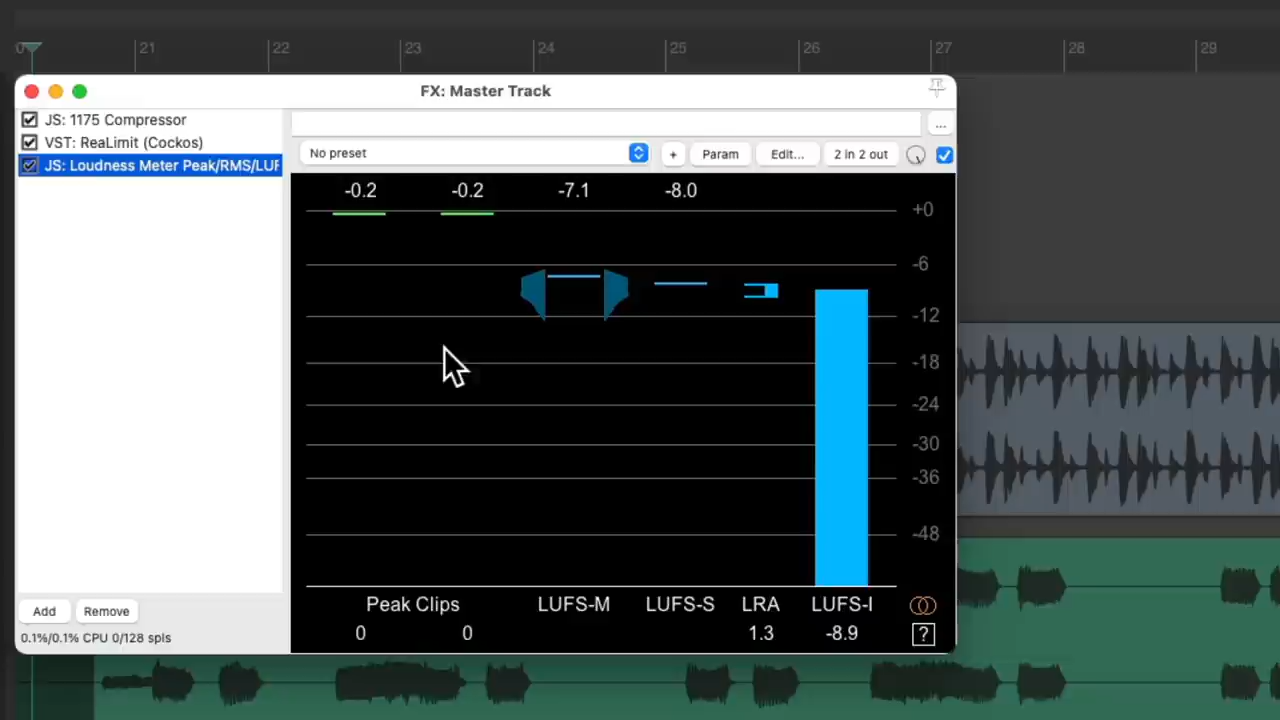 0 21 22 23 24 25 26 27 28 29
FX: Master Track
JS: 1175 Compressor
VST: ReaLimit (Cockos)
JS: Loudness Meter Peak/RMS/LUF
...
No preset + Param Edit... 2 in 2 out
-0.2 -0.2 -7.1 -8.0
+0
-6
-12
-18
-24
-30
-36
-48
Peak Clips LUFS-M LUFS-S LRA LUFS-I
0 0 1.3 -8.9
?
Add Remove
0.1%/0.1% CPU 0/128 spls